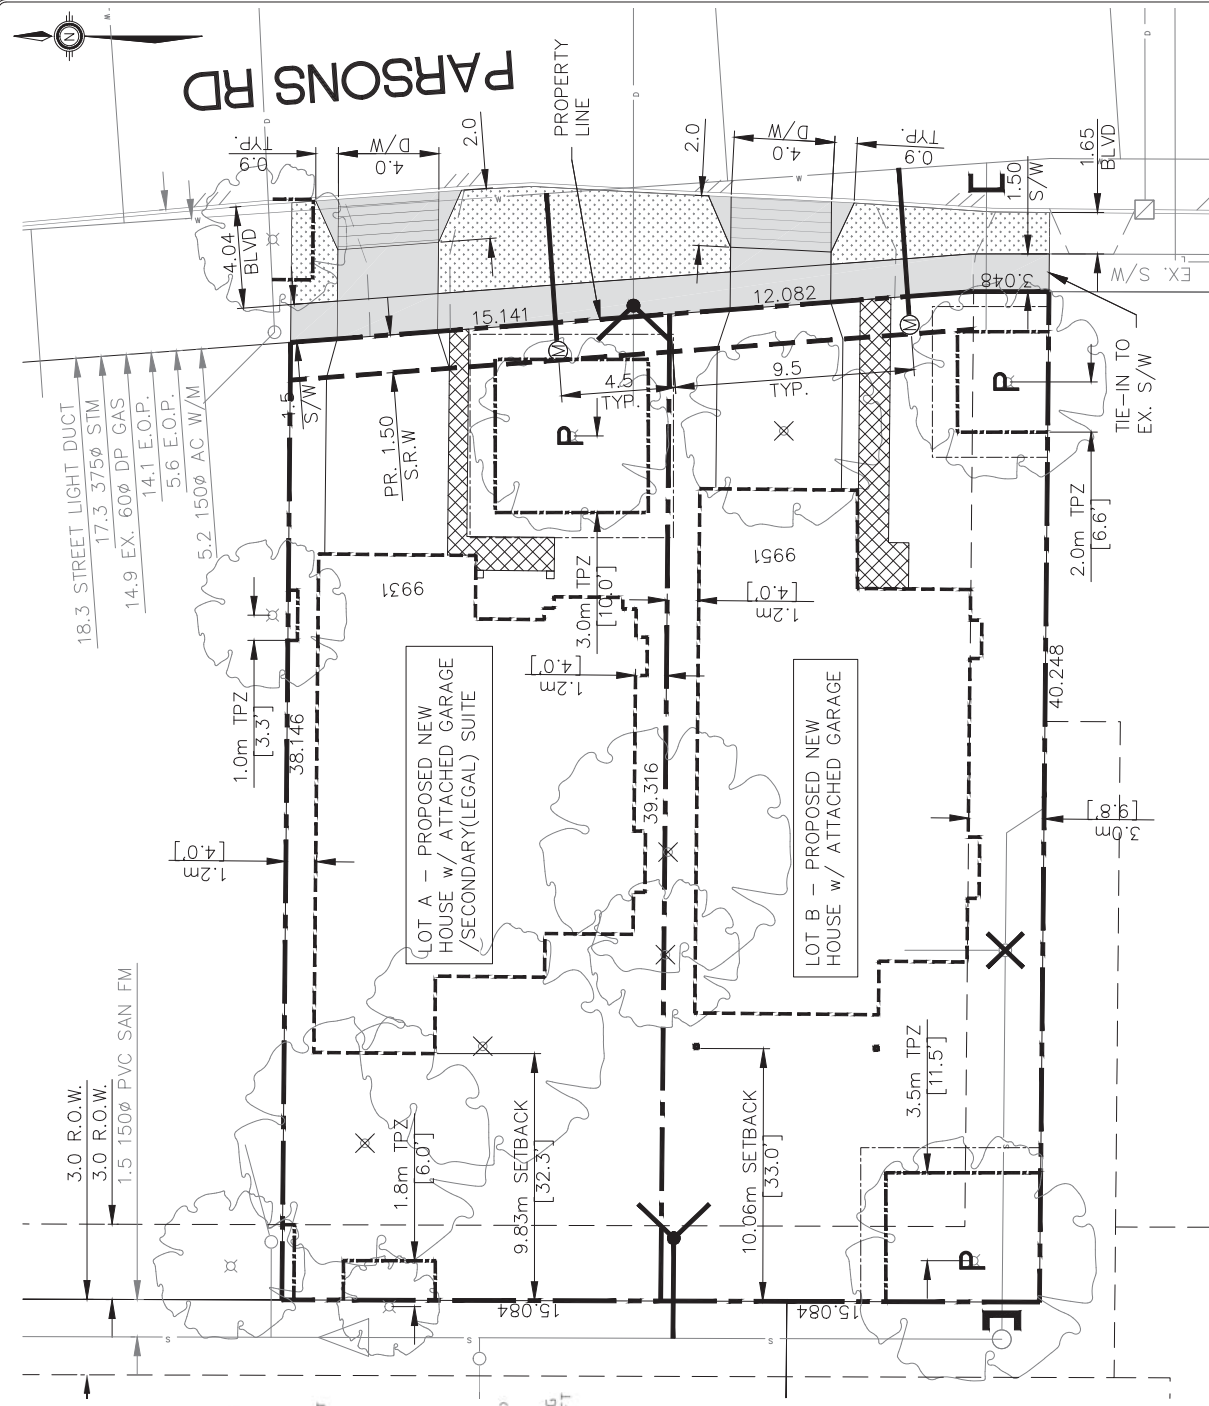 N
PARSONS RD
PROPERTY
LINE
0.9
TYP.
4.0
D/W
2.0
2.0
4.0
D/W
0.9
TYP.
1.65
BLVD
1.50
S/W
4.04
BLVD
EX. S/W
3.048
15.141
12.082
M
M
4.5
TYP.
9.5
TYP.
1.5
S/W
PR. 1.50
S.R.W
P
P
TIE-IN TO
EX. S/W
18.3 STREET LIGHT DUCT
17.3 375ø STM
14.9 EX. 60ø DP GAS
14.1 E.O.P.
5.6 E.O.P.
5.2 150ø AC W/M
2.0m TPZ
[6.6']
9931
9951
3.0m TPZ
[10.0']
1.2m
[4.0']
1.2m
[4.0']
1.0m TPZ
[3.3']
38.146
39.316
40.248
LOT A - PROPOSED NEW
HOUSE w/ ATTACHED GARAGE
/SECONDARY(LEGAL) SUITE
LOT B - PROPOSED NEW
HOUSE w/ ATTACHED GARAGE
3.0m
[9.8']
1.2m
[4.0']
3.0 R.O.W.
3.0 R.O.W.
1.5 150ø PVC SAN FM
1.8m TPZ
[6.0']
9.83m SETBACK
[32.3']
10.06m SETBACK
[33.0']
3.5m TPZ
[11.5']
P
15.084
15.084
S
S
S